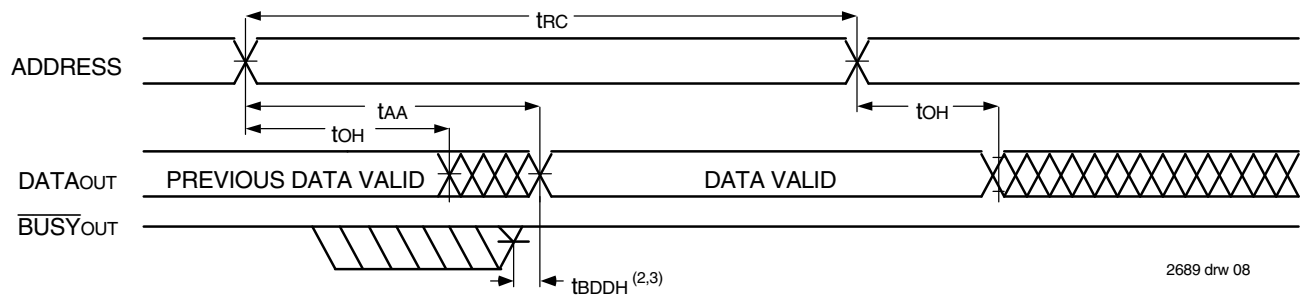 tRC
ADDRESS
tAA
tOH
tOH
DATAOUT
PREVIOUS DATA VALID
DATA VALID
BUSYOUT
tBDDH (2,3)
2689 drw 08